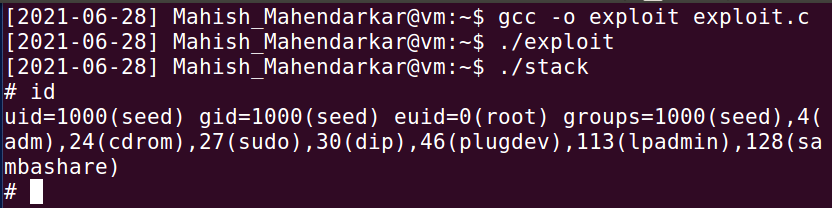 [2021-06-28] Mahish_Mahendarkar@vm:~$ gcc -o exploit exploit.c
[2021-06-28] Mahish_Mahendarkar@vm:~$ ./exploit
[2021-06-28] Mahish_Mahendarkar@vm:~$ ./stack
# id
uid=1000(seed) gid=1000(seed) euid=0(root) groups=1000(seed),4(
adm),24(cdrom),27(sudo),30(dip),46(plugdev),113(lpadmin),128(sa
mbashare)
#